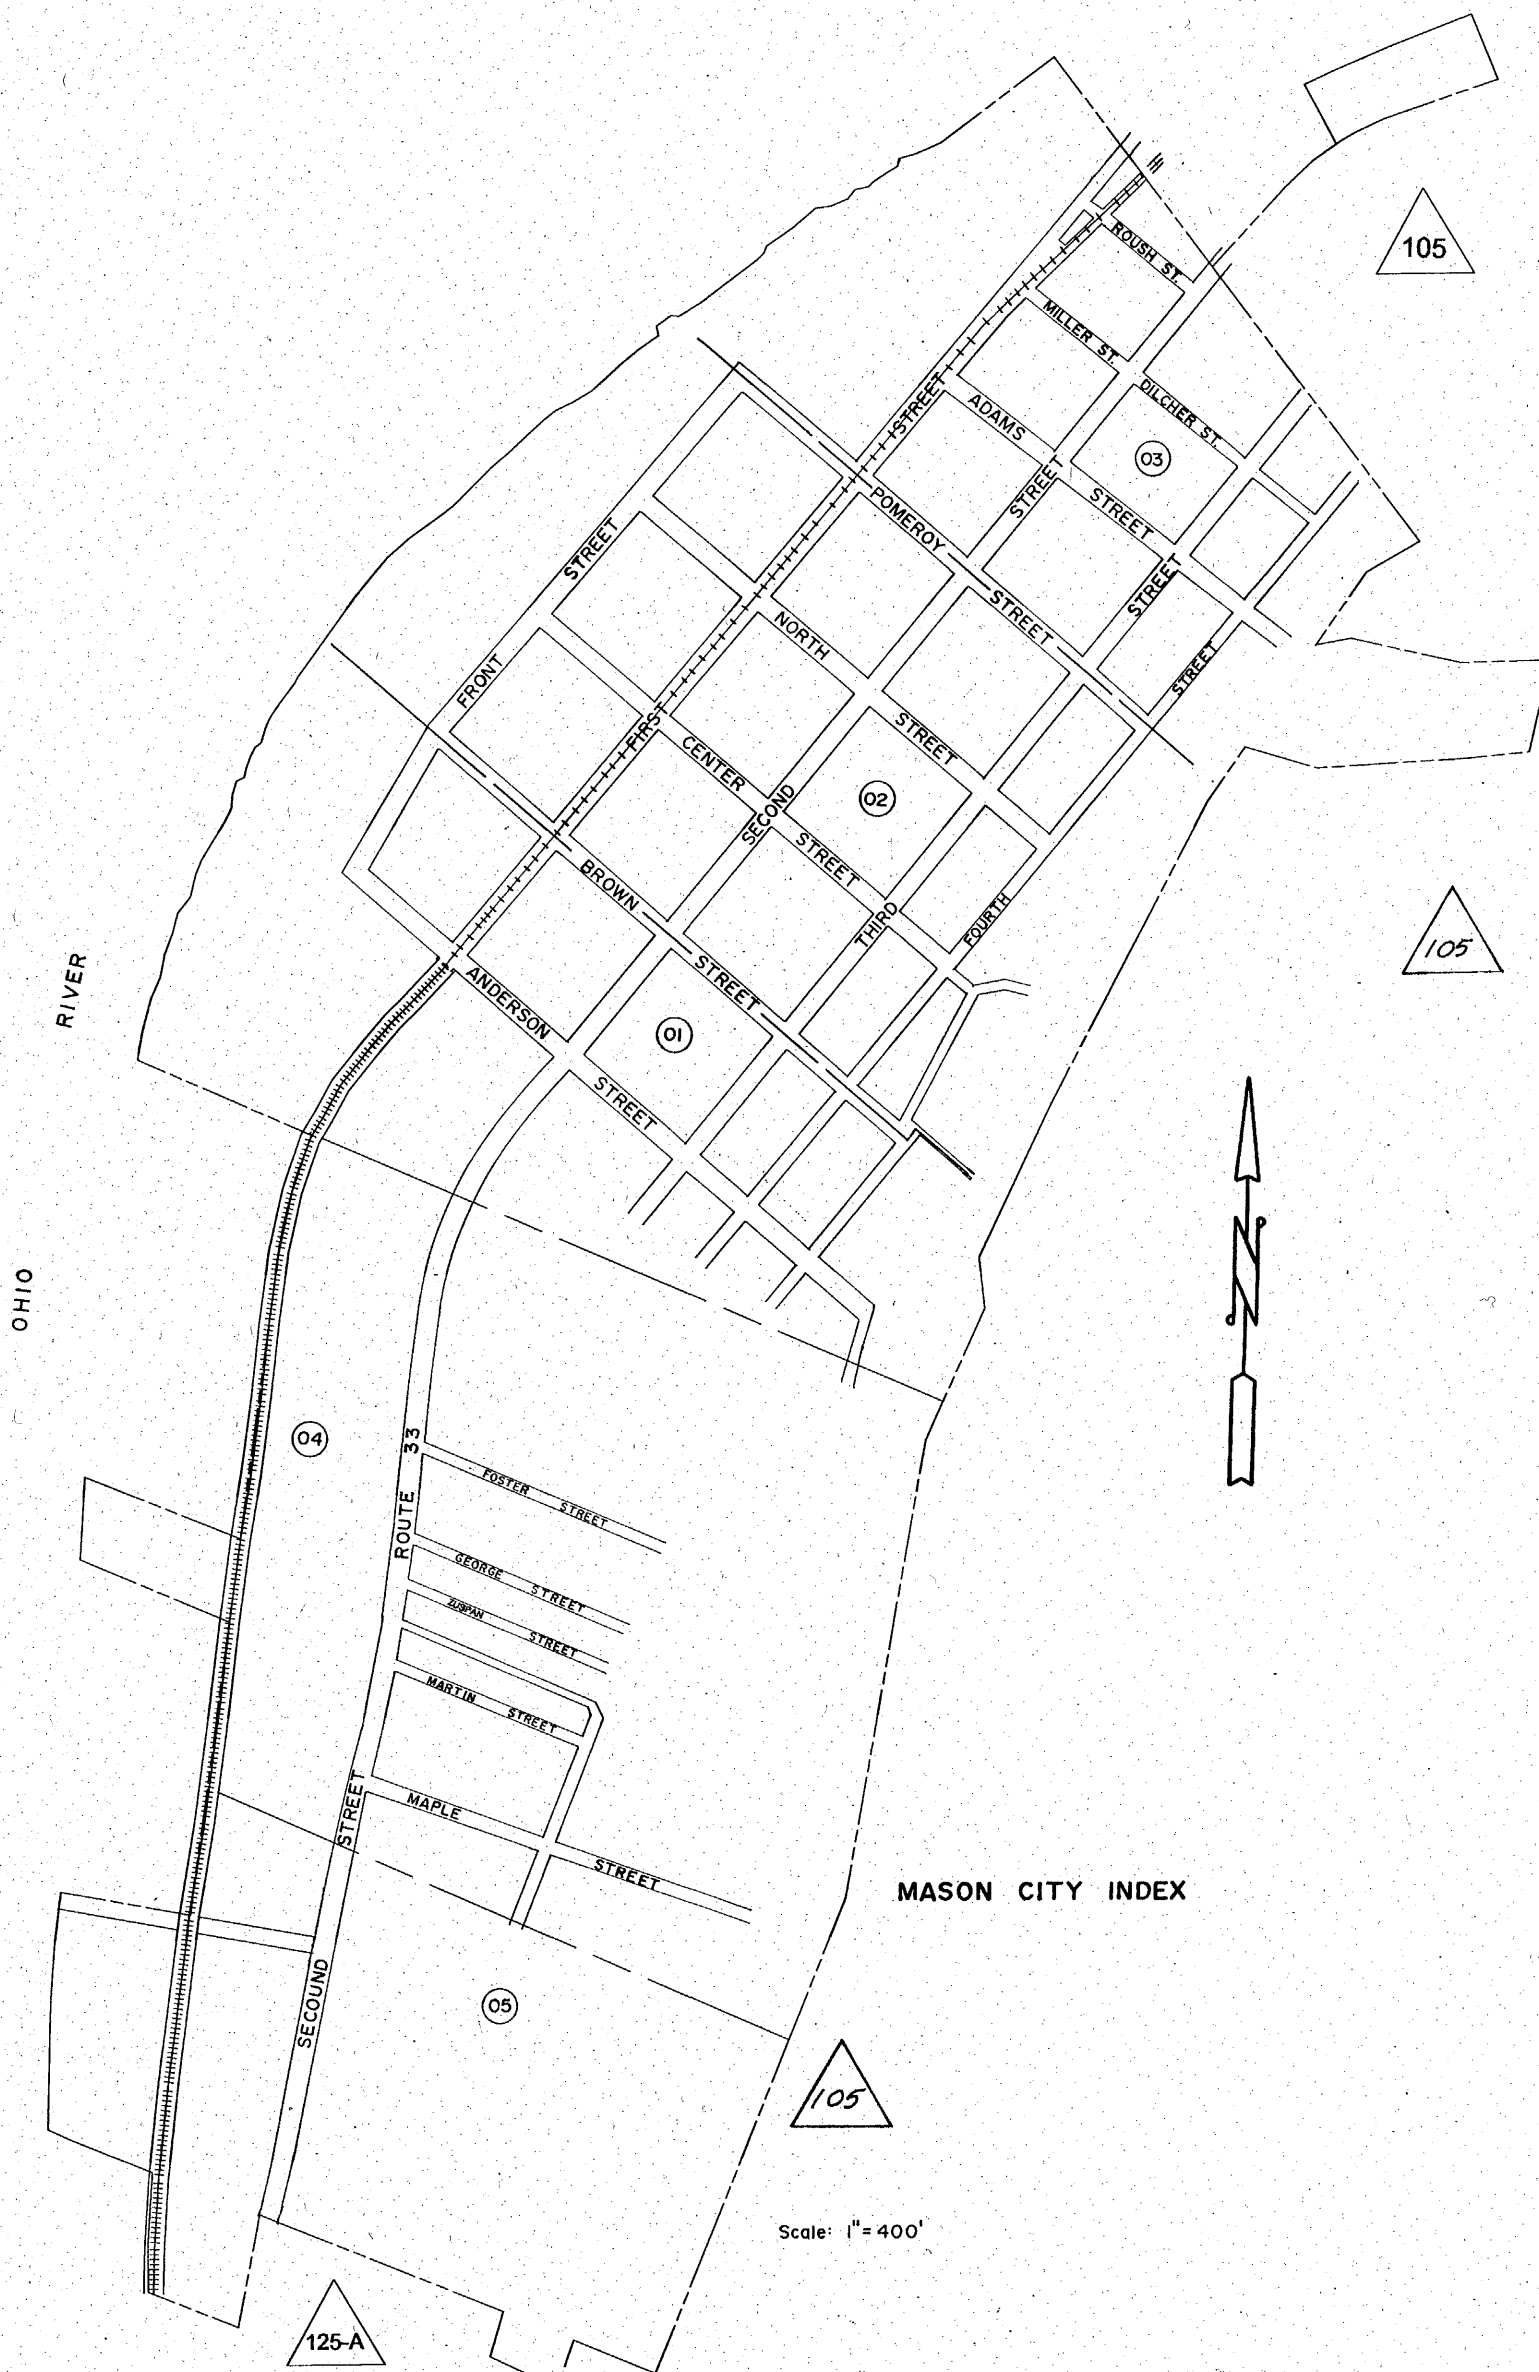 105
ROUSH ST.
MILLER ST.
DILCHER ST.
ADAMS STREET
03
POMEROY STREET
NORTH STREET
CENTER STREET
02
BROWN STREET
ANDERSON STREET
01
FRONT STREET
FIRST STREET
SECOND STREET
THIRD STREET
FOURTH STREET
105
OHIO RIVER
N
04
ROUTE 33
FOSTER STREET
GEORGE STREET
ZUSPAN STREET
MARTIN STREET
MAPLE STREET
SECOUND STREET
05
MASON CITY INDEX
105
Scale: 1"=400'
125-A